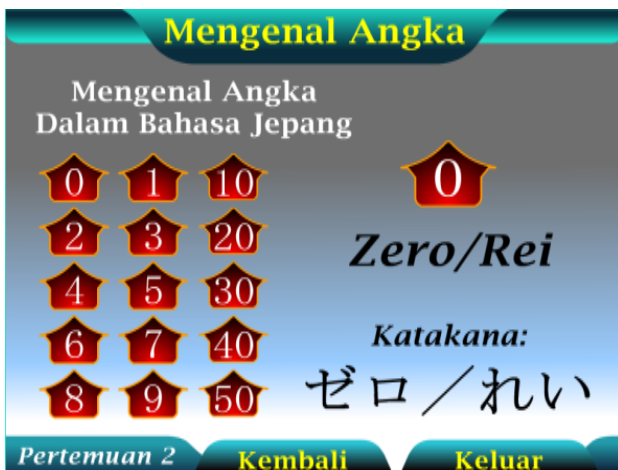 Mengenal Angka
Mengenal Angka
Dalam Bahasa Jepang
0 1 10
2 3 20
4 5 30
6 7 40
8 9 50
0
Zero/Rei
Katakana:
ゼロ／れい
Pertemuan 2 Kembali Keluar